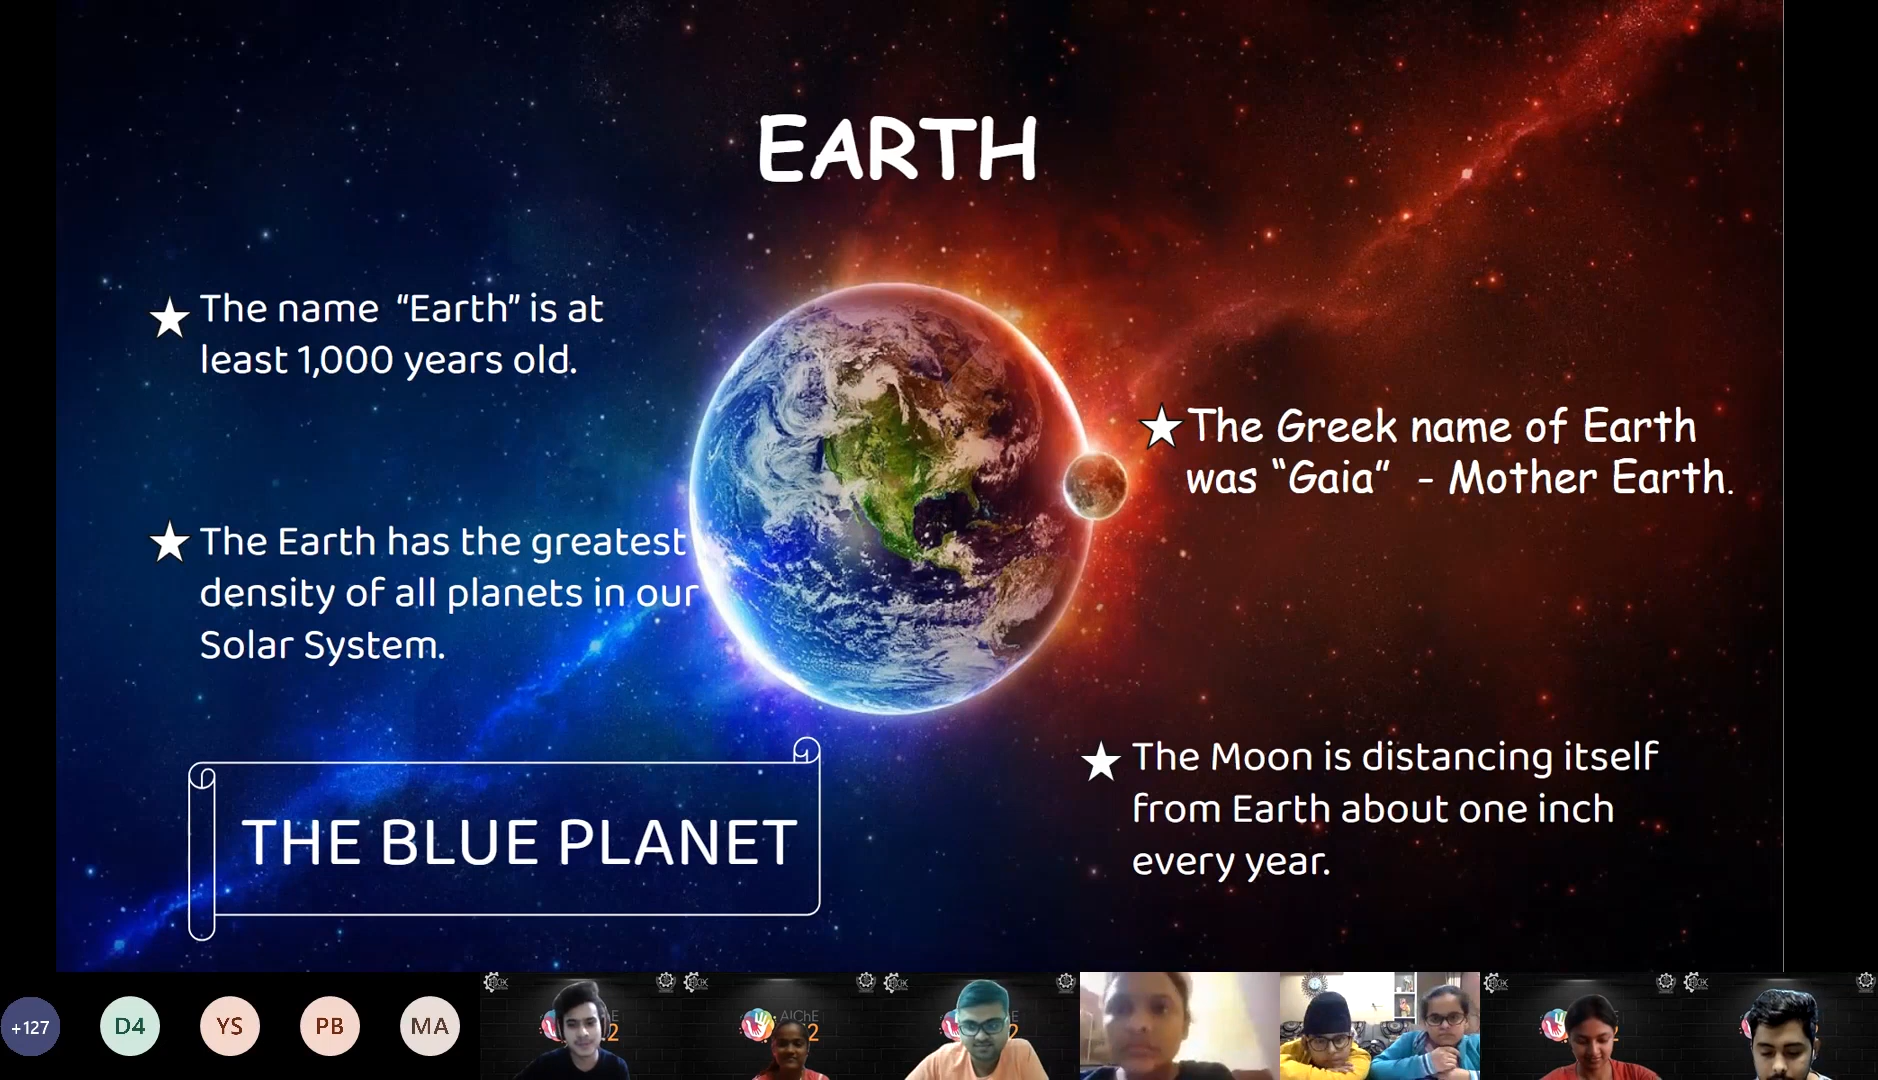 EARTH
The name “Earth” is at
least 1,000 years old.
The Earth has the greatest
density of all planets in our
Solar System.
The Greek name of Earth
was “Gaia” - Mother Earth.
The Moon is distancing itself
from Earth about one inch
every year.
THE BLUE PLANET
+127
D4
YS
PB
MA
AIChE